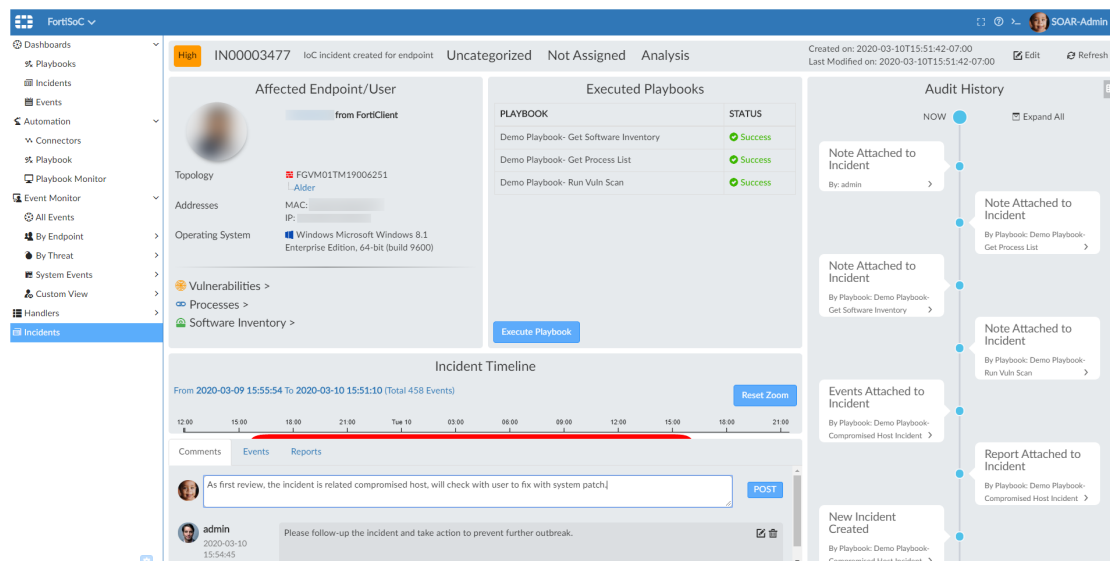 FortiSoC
SOAR-Admin
Dashboards
Playbooks
Incidents
Events
Automation
Connectors
Playbook
Playbook Monitor
Event Monitor
All Events
By Endpoint
By Threat
System Events
Custom View
Handlers
Incidents
High IN00003477 IoC incident created for endpoint Uncategorized Not Assigned Analysis
Created on: 2020-03-10T15:51:42-07:00
Last Modified on: 2020-03-10T15:51:42-07:00
Edit
Refresh
Affected Endpoint/User
from FortiClient
Topology
FGVM01TM19006251
Alder
Addresses
MAC:
IP:
Operating System
Windows Microsoft Windows 8.1
Enterprise Edition, 64-bit (build 9600)
Vulnerabilities >
Processes >
Software Inventory >
Executed Playbooks
PLAYBOOK STATUS
Demo Playbook- Get Software Inventory Success
Demo Playbook- Get Process List Success
Demo Playbook- Run Vuln Scan Success
Execute Playbook
Incident Timeline
From 2020-03-09 15:55:54 To 2020-03-10 15:51:10 (Total 458 Events)
Reset Zoom
12:00 15:00 18:00 21:00 Tue 10 03:00 06:00 09:00 12:00 15:00 18:00 21:00
Comments Events Reports
As first review, the incident is related compromised host, will check with user to fix with system patch.
POST
admin
2020-03-10
15:54:45
Please follow-up the incident and take action to prevent further outbreak.
Audit History
NOW
Expand All
Note Attached to
Incident
By: admin
Note Attached to
Incident
By Playbook: Demo Playbook-
Get Process List
Note Attached to
Incident
By Playbook: Demo Playbook-
Get Software Inventory
Note Attached to
Incident
By Playbook: Demo Playbook-
Run Vuln Scan
Events Attached to
Incident
By Playbook: Demo Playbook-
Compromised Host Incident
Report Attached to
Incident
By Playbook: Demo Playbook-
Compromised Host Incident
New Incident
Created
By Playbook: Demo Playbook-
Compromised Host Incident